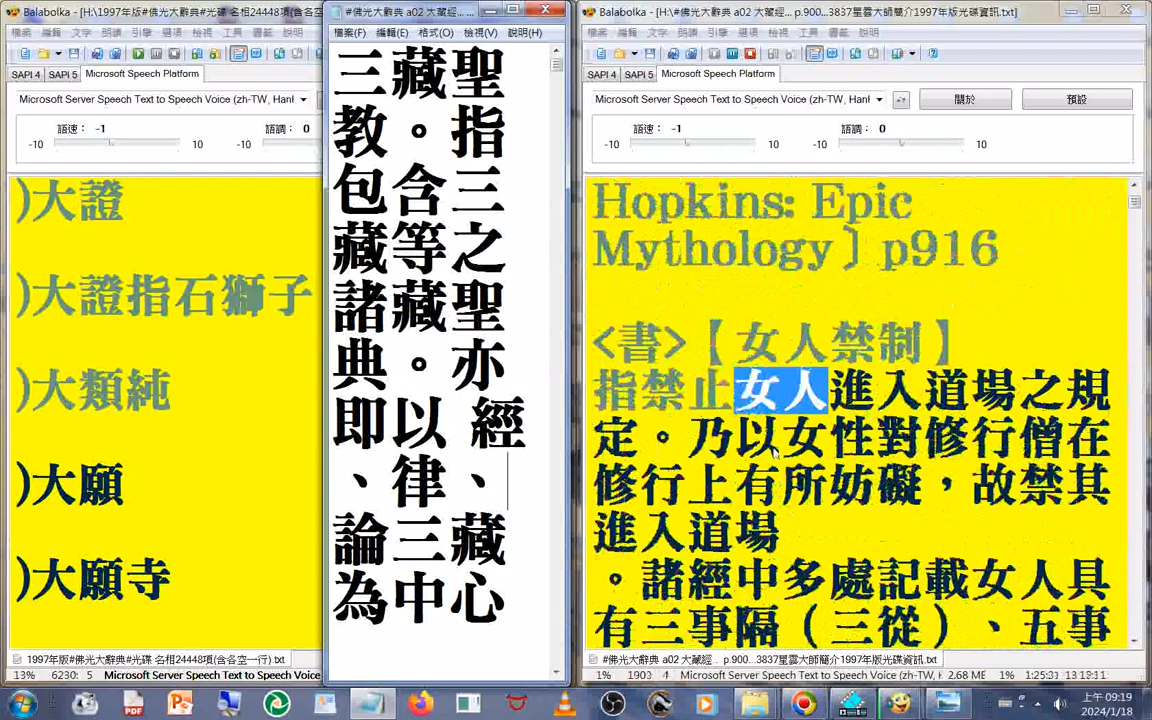 Balabolka - [H:\1997年版#佛光大辭典#光碟 名相24448項(含各空
檔案 編輯 文字 朗讀 引擎 選項 檢視 工具 書籤 說明
SAPI 4 SAPI 5 Microsoft Speech Platform
Microsoft Server Speech Text to Speech Voice (zh-TW, Hanl
語速： -1 語調： 0
-10 10 -10
)大證
)大證指石獅子
)大類純
)大願
)大願寺
1997年版#佛光大辭典#光碟 名相24448項(含各空一行).txt
13% 6230: 5 Microsoft Server Speech Text to Speech Voice
#佛光大辭典 a02 大藏經... ...
檔案(F) 編輯(E) 格式(O) 檢視(V) 說明(H)
三藏聖
教。指
包含三
藏等之
諸藏聖
典。亦
即以經
、律、
論三藏
為中心
Balabolka - [H:\#佛光大辭典 a02 大藏經... p.900...3837星雲大師簡介1997年版光碟資訊.txt]
檔案 編輯 文字 朗讀 引擎 選項 檢視 工具 書籤 說明
SAPI 4 SAPI 5 Microsoft Speech Platform
Microsoft Server Speech Text to Speech Voice (zh-TW, Hanl
關於 預設
語速： -1 語調： 0
-10 10 -10 10
Hopkins: Epic
Mythology〕p916
<書>【女人禁制】
指禁止女人進入道場之規
定。乃以女性對修行僧在
修行上有所妨礙，故禁其
進入道場
。諸經中多處記載女人具
有三事隔（三從）、五事
#佛光大辭典 a02 大藏經... p.900...3837星雲大師簡介1997年版光碟資訊.txt
1% 1903: 4 Microsoft Server Speech Text to Speech Voice (zh-TW, H 2.68 MB 1%
上午 09:19
2024/1/18